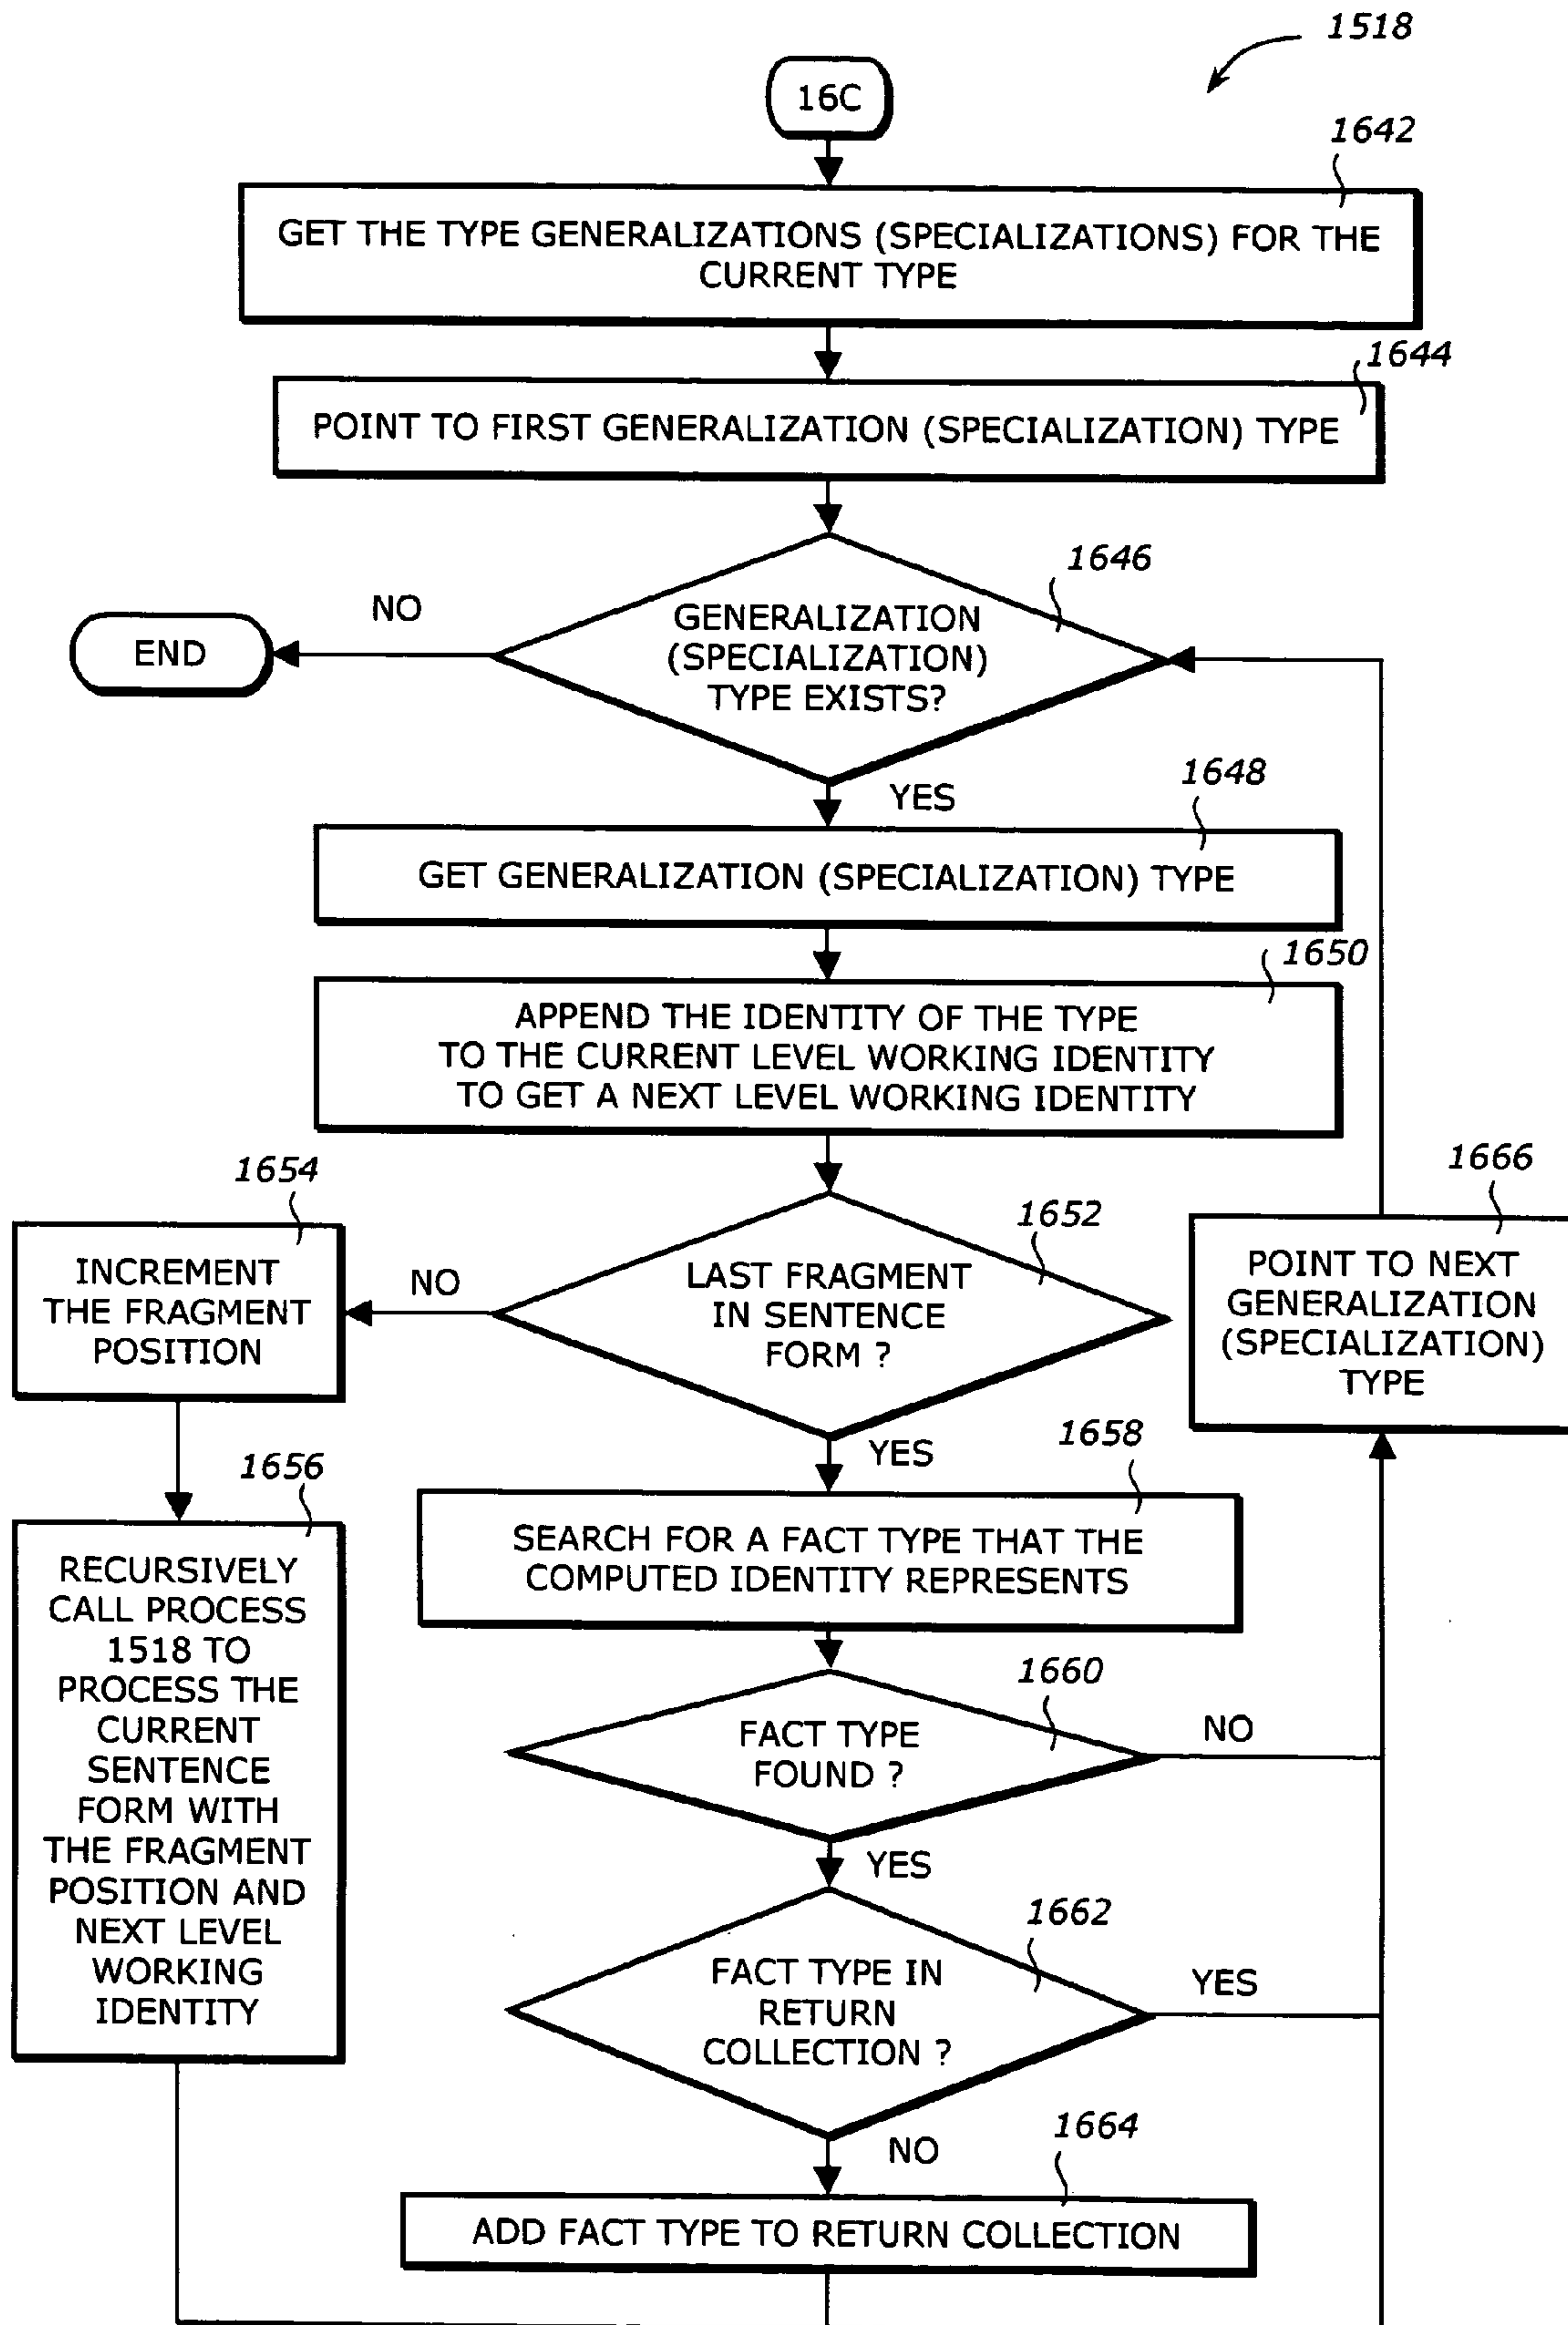 1518
16C
1642
GET THE TYPE GENERALIZATIONS (SPECIALIZATIONS) FOR THE
CURRENT TYPE
1644
POINT TO FIRST GENERALIZATION (SPECIALIZATION) TYPE
1646
GENERALIZATION
(SPECIALIZATION)
TYPE EXISTS?
NO
END
YES
1648
GET GENERALIZATION (SPECIALIZATION) TYPE
1650
APPEND THE IDENTITY OF THE TYPE
TO THE CURRENT LEVEL WORKING IDENTITY
TO GET A NEXT LEVEL WORKING IDENTITY
1652
LAST FRAGMENT
IN SENTENCE
FORM ?
NO
1654
INCREMENT
THE FRAGMENT
POSITION
1656
RECURSIVELY
CALL PROCESS
1518 TO
PROCESS THE
CURRENT
SENTENCE
FORM WITH
THE FRAGMENT
POSITION AND
NEXT LEVEL
WORKING
IDENTITY
1666
POINT TO NEXT
GENERALIZATION
(SPECIALIZATION)
TYPE
YES
1658
SEARCH FOR A FACT TYPE THAT THE
COMPUTED IDENTITY REPRESENTS
1660
FACT TYPE
FOUND ?
NO
YES
1662
FACT TYPE IN
RETURN
COLLECTION ?
YES
NO
1664
ADD FACT TYPE TO RETURN COLLECTION